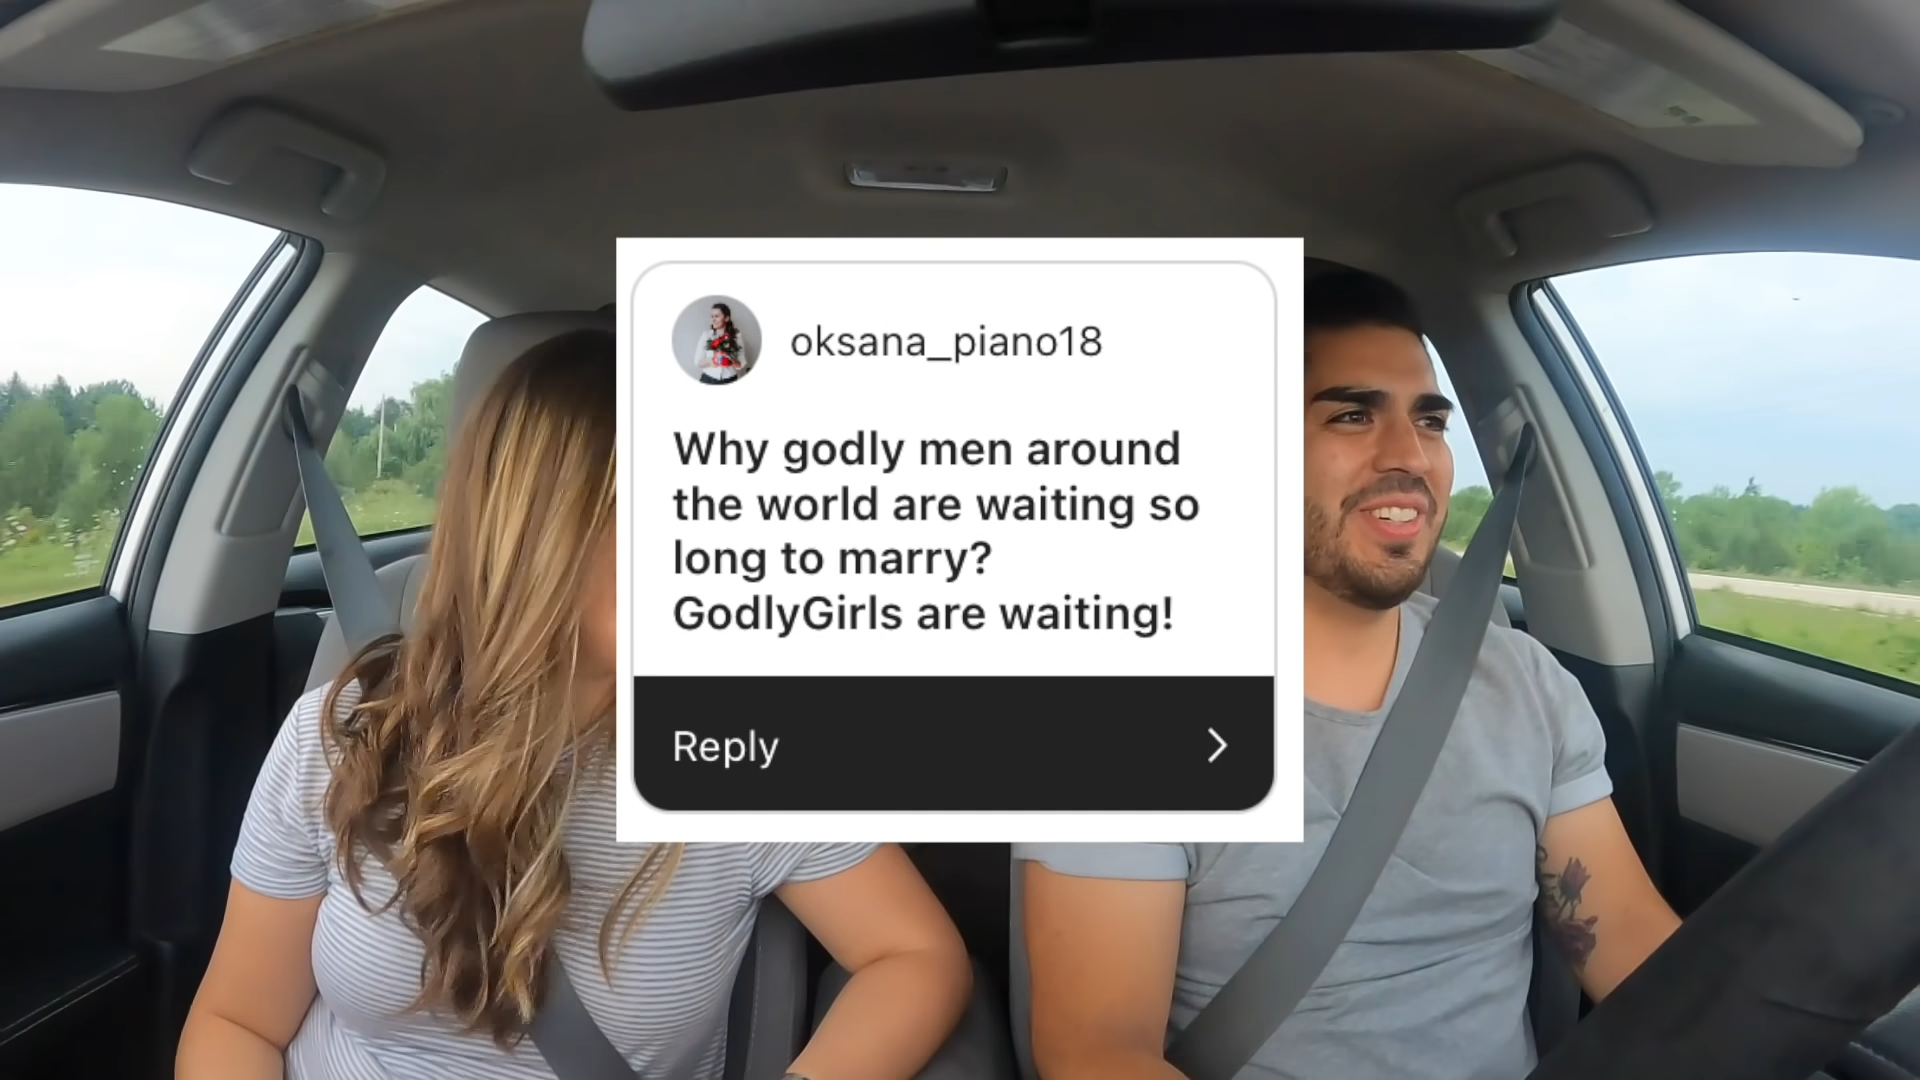 oksana_piano18
Why godly men around
the world are waiting so
long to marry?
GodlyGirls are waiting!
Reply